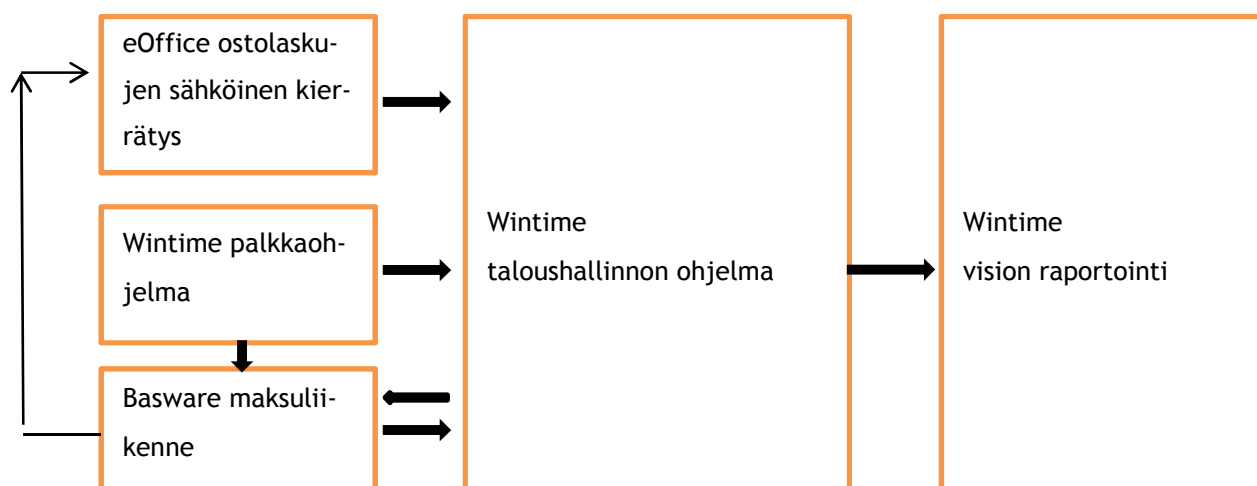 eOffice ostolasku-
jen sähköinen kier-
rätys
Wintime palkkaoh-
jelma
Basware maksulii-
kenne
Wintime
taloushallinnon ohjelma
Wintime
vision raportointi